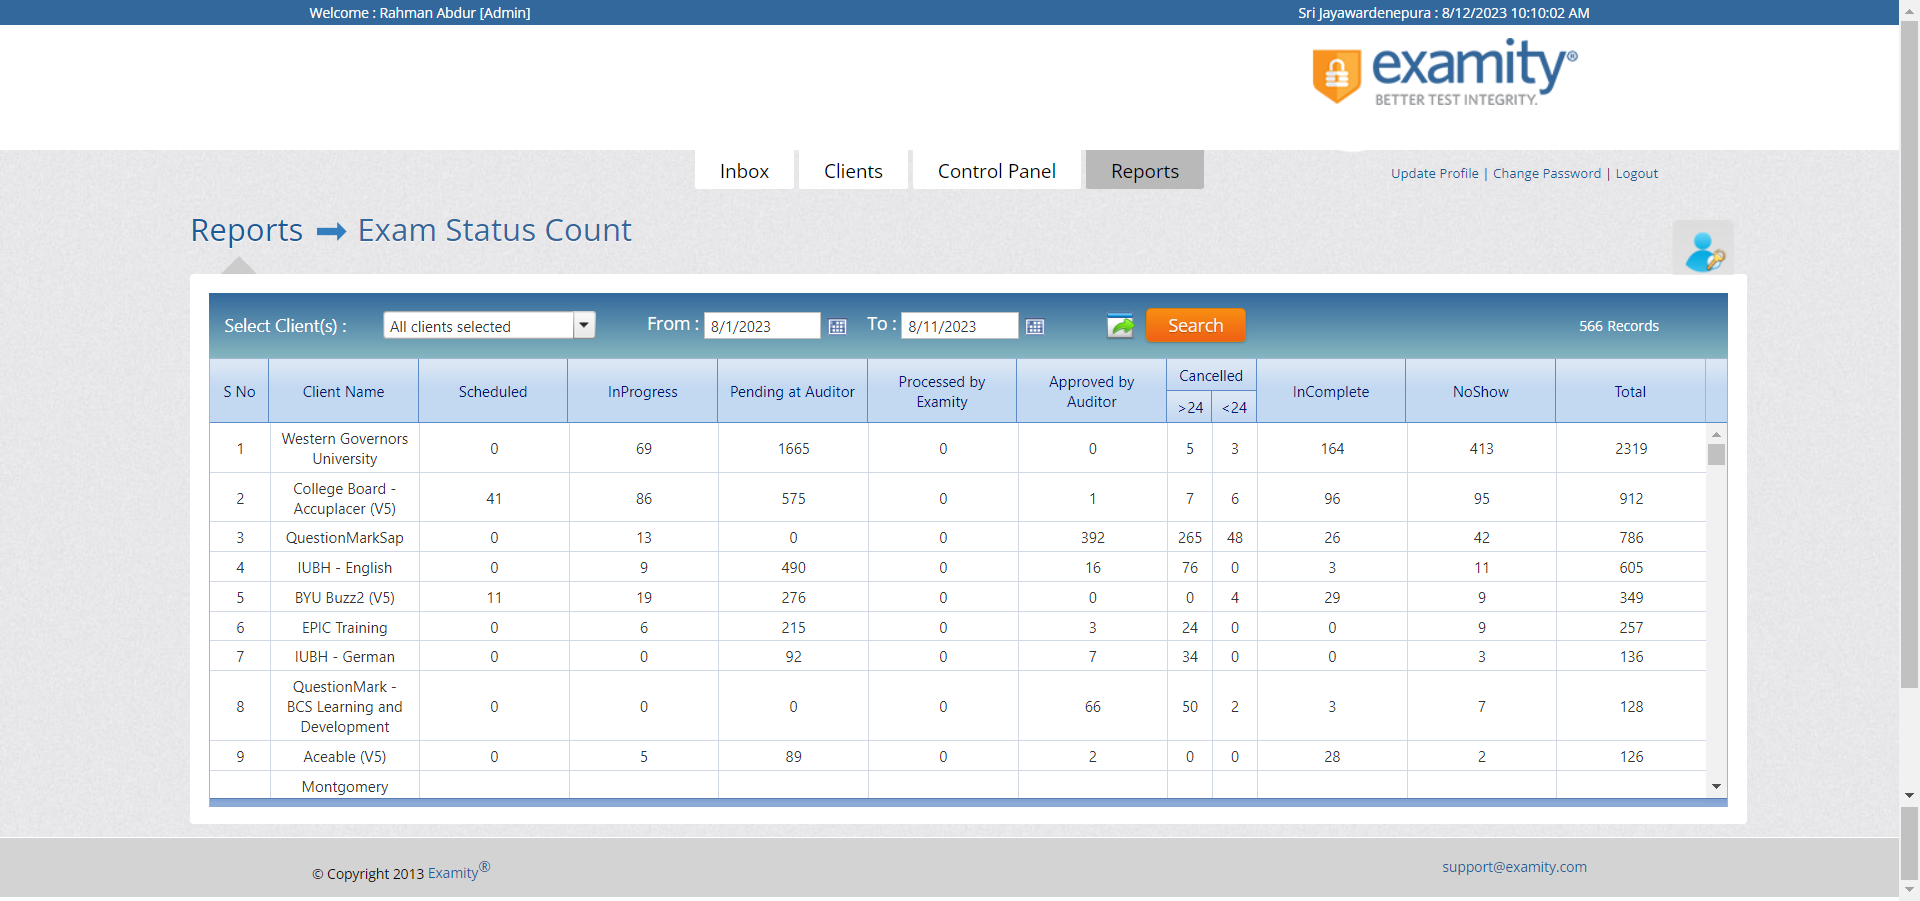 Welcome : Rahman Abdur [Admin]
Sri Jayawardenepura : 8/12/2023 10:10:02 AM
examity®
BETTER TEST INTEGRITY.
Inbox Clients Control Panel Reports
Update Profile | Change Password | Logout
Reports ➡ Exam Status Count
Select Client(s) : All clients selected From : 8/1/2023 To : 8/11/2023 Search 566 Records
S No Client Name Scheduled InProgress Pending at Auditor Processed by Examity Approved by Auditor Cancelled >24 <24 InComplete NoShow Total
1 Western Governors University 0 69 1665 0 0 5 3 164 413 2319
2 College Board - Accuplacer (V5) 41 86 575 0 1 7 6 96 95 912
3 QuestionMarkSap 0 13 0 0 392 265 48 26 42 786
4 IUBH - English 0 9 490 0 16 76 0 3 11 605
5 BYU Buzz2 (V5) 11 19 276 0 0 0 4 29 9 349
6 EPIC Training 0 6 215 0 3 24 0 0 9 257
7 IUBH - German 0 0 92 0 7 34 0 0 3 136
8 QuestionMark - BCS Learning and Development 0 0 0 0 66 50 2 3 7 128
9 Aceable (V5) 0 5 89 0 2 0 0 28 2 126
Montgomery
© Copyright 2013 Examity®
support@examity.com